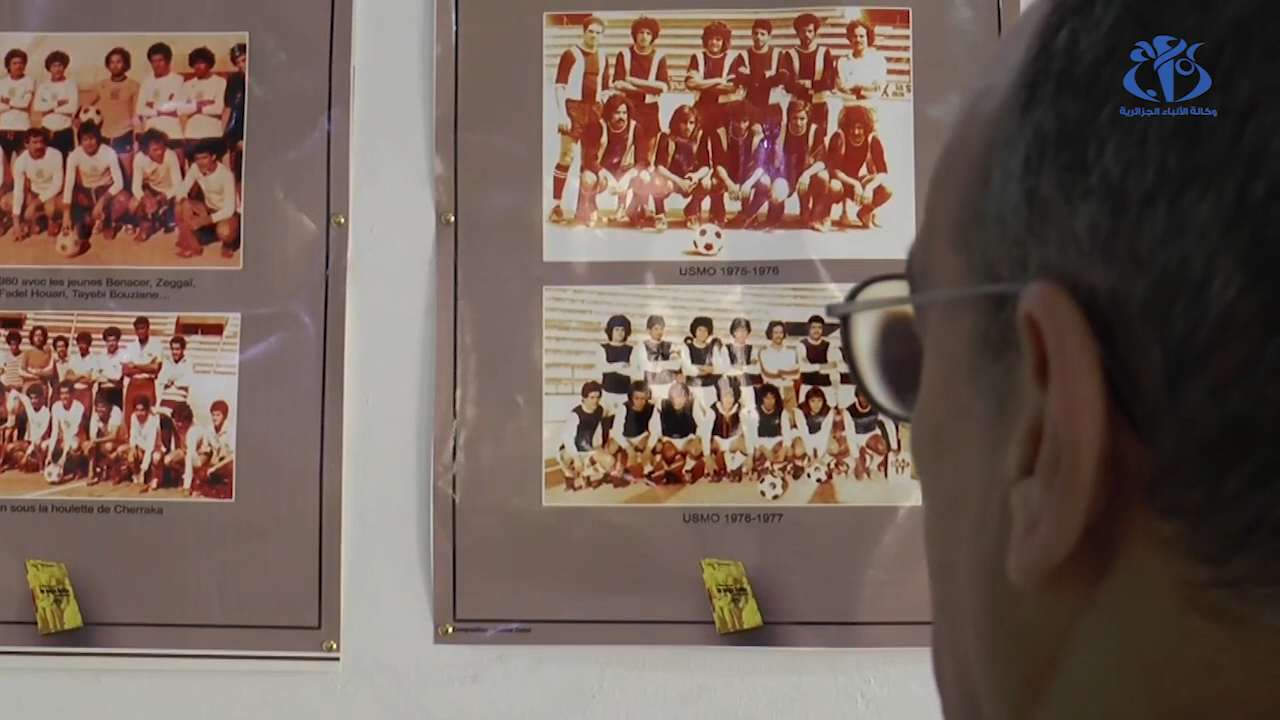 وكالة الأنباء الجزائرية
980 avec les jeunes Benacer, Zeggaï,
Fadel Houari, Tayebi Bouziane...
n sous la houlette de Cherraka
USMO 1975-1976
USMO 1976-1977